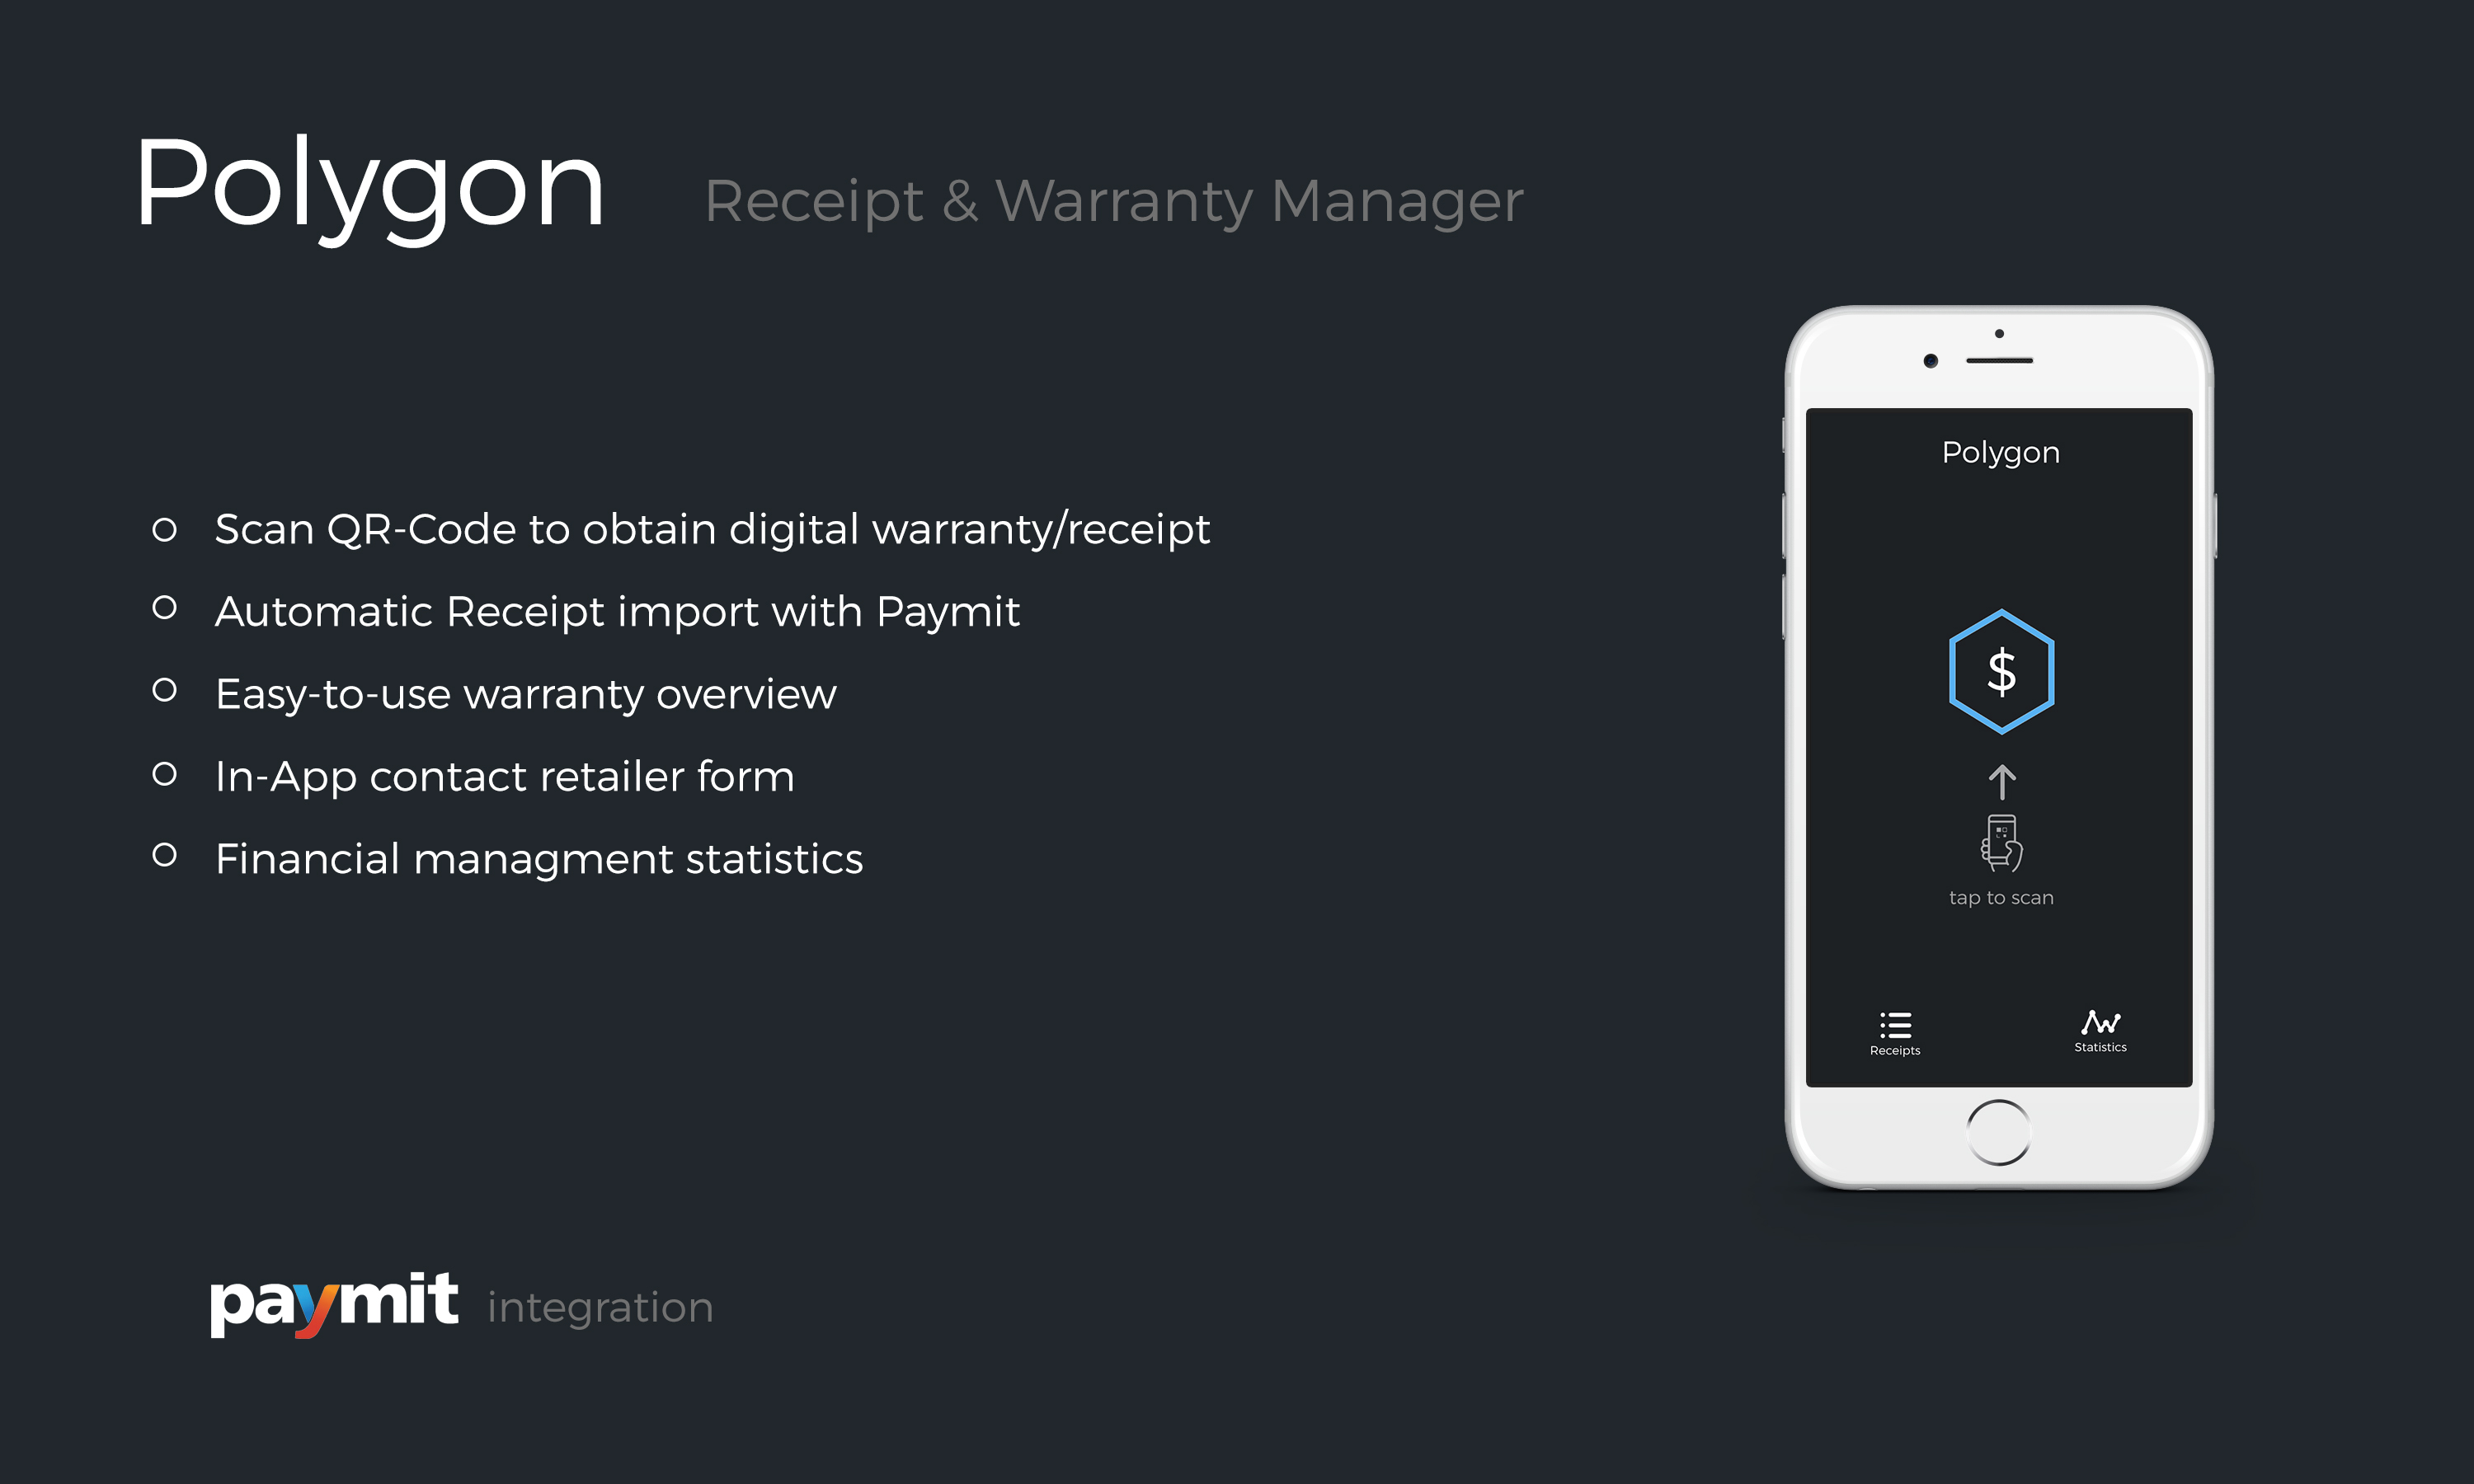 Polygon
Receipt & Warranty Manager
Scan QR-Code to obtain digital warranty/receipt
Automatic Receipt import with Paymit
Easy-to-use warranty overview
In-App contact retailer form
Financial managment statistics
Polygon
$
tap to scan
Receipts
Statistics
paymit integration